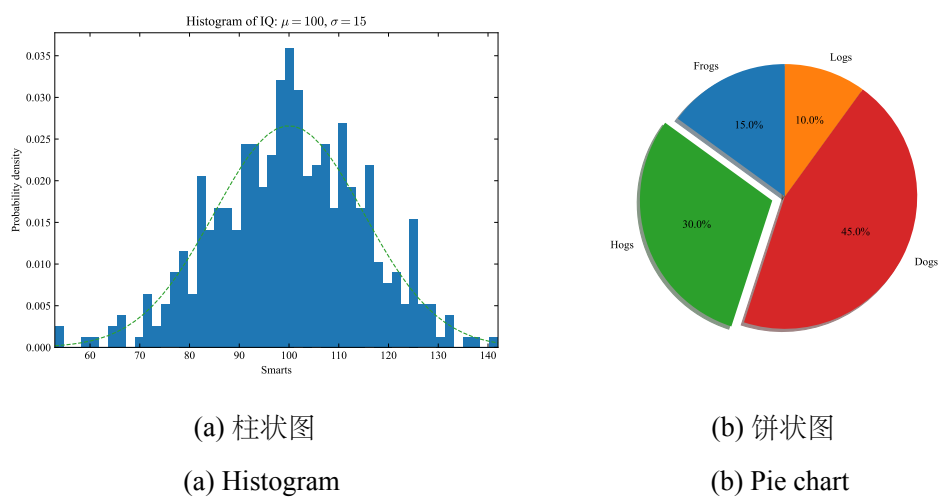 Histogram of IQ: μ = 100, σ = 15
0.035
0.030
0.025
0.020
0.015
0.010
0.005
0.000
Probability density
60 70 80 90 100 110 120 130 140
Smarts
Frogs
Logs
15.0%
10.0%
30.0%
45.0%
Hogs
Dogs
(a) 柱状图
(b) 饼状图
(a) Histogram
(b) Pie chart